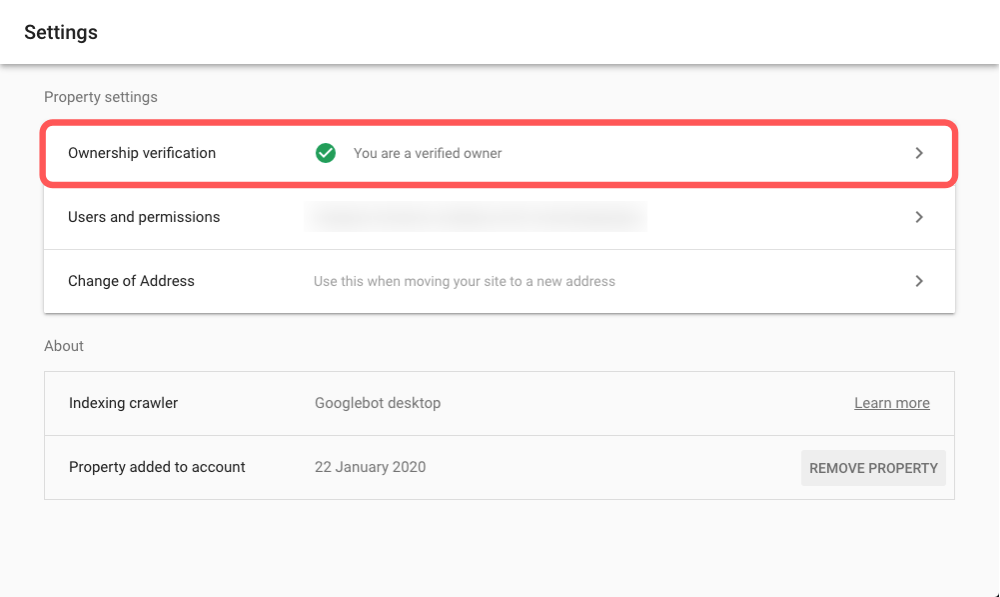 Settings
Property settings
Ownership verification You are a verified owner
Users and permissions
Change of Address Use this when moving your site to a new address
About
Indexing crawler Googlebot desktop Learn more
Property added to account 22 January 2020 REMOVE PROPERTY